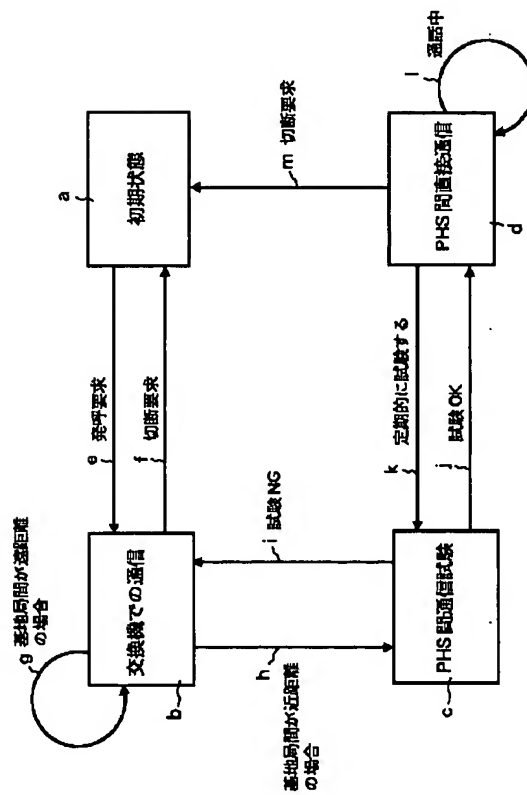 g 基地局間が遠距離
の場合
交換機での通信
b
e 発呼要求
f 切断要求
a
初期状態
h
基地局間が近距離
の場合
i 試験NG
m 切断要求
PHS間通信試験
c
k 定期的に試験する
j 試験OK
PHS間直接通信
d
l
通話中